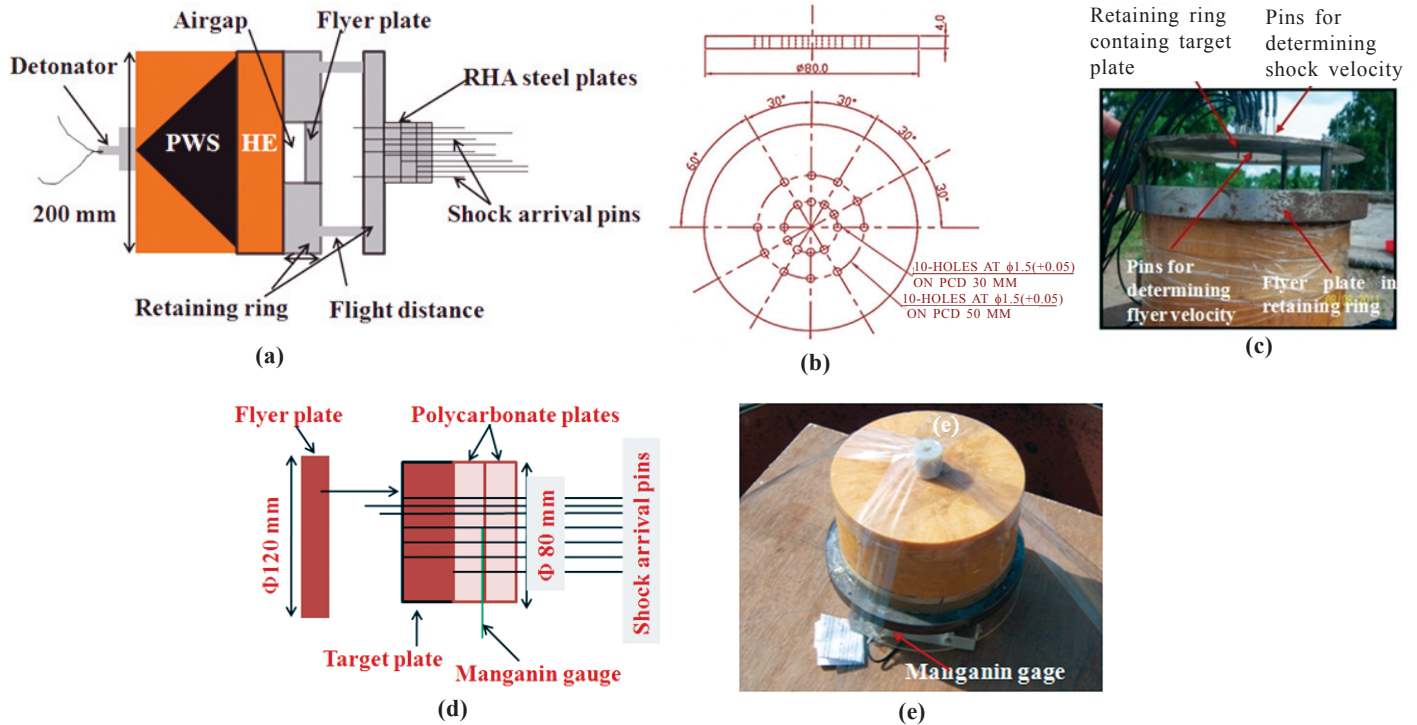 Airgap
Flyer plate
Detonator
RHA steel plates
PWS
HE
200 mm
Shock arrival pins
Retaining ring
Flight distance
(a)
4.0
ø80.0
30°
30°
30°
60°
30°
10-HOLES AT ϕ1.5(+0.05)
ON PCD 30 MM
10-HOLES AT ϕ1.5(+0.05)
ON PCD 50 MM
(b)
Retaining ring
containg target
plate
Pins for
determining
shock velocity
Pins for
determining
flyer velocity
Flyer plate in
retaining ring
(c)
Flyer plate
Polycarbonate plates
Φ120 mm
Φ 80 mm
Shock arrival pins
Target plate
Manganin gauge
(d)
(e)
Manganin gage
(e)